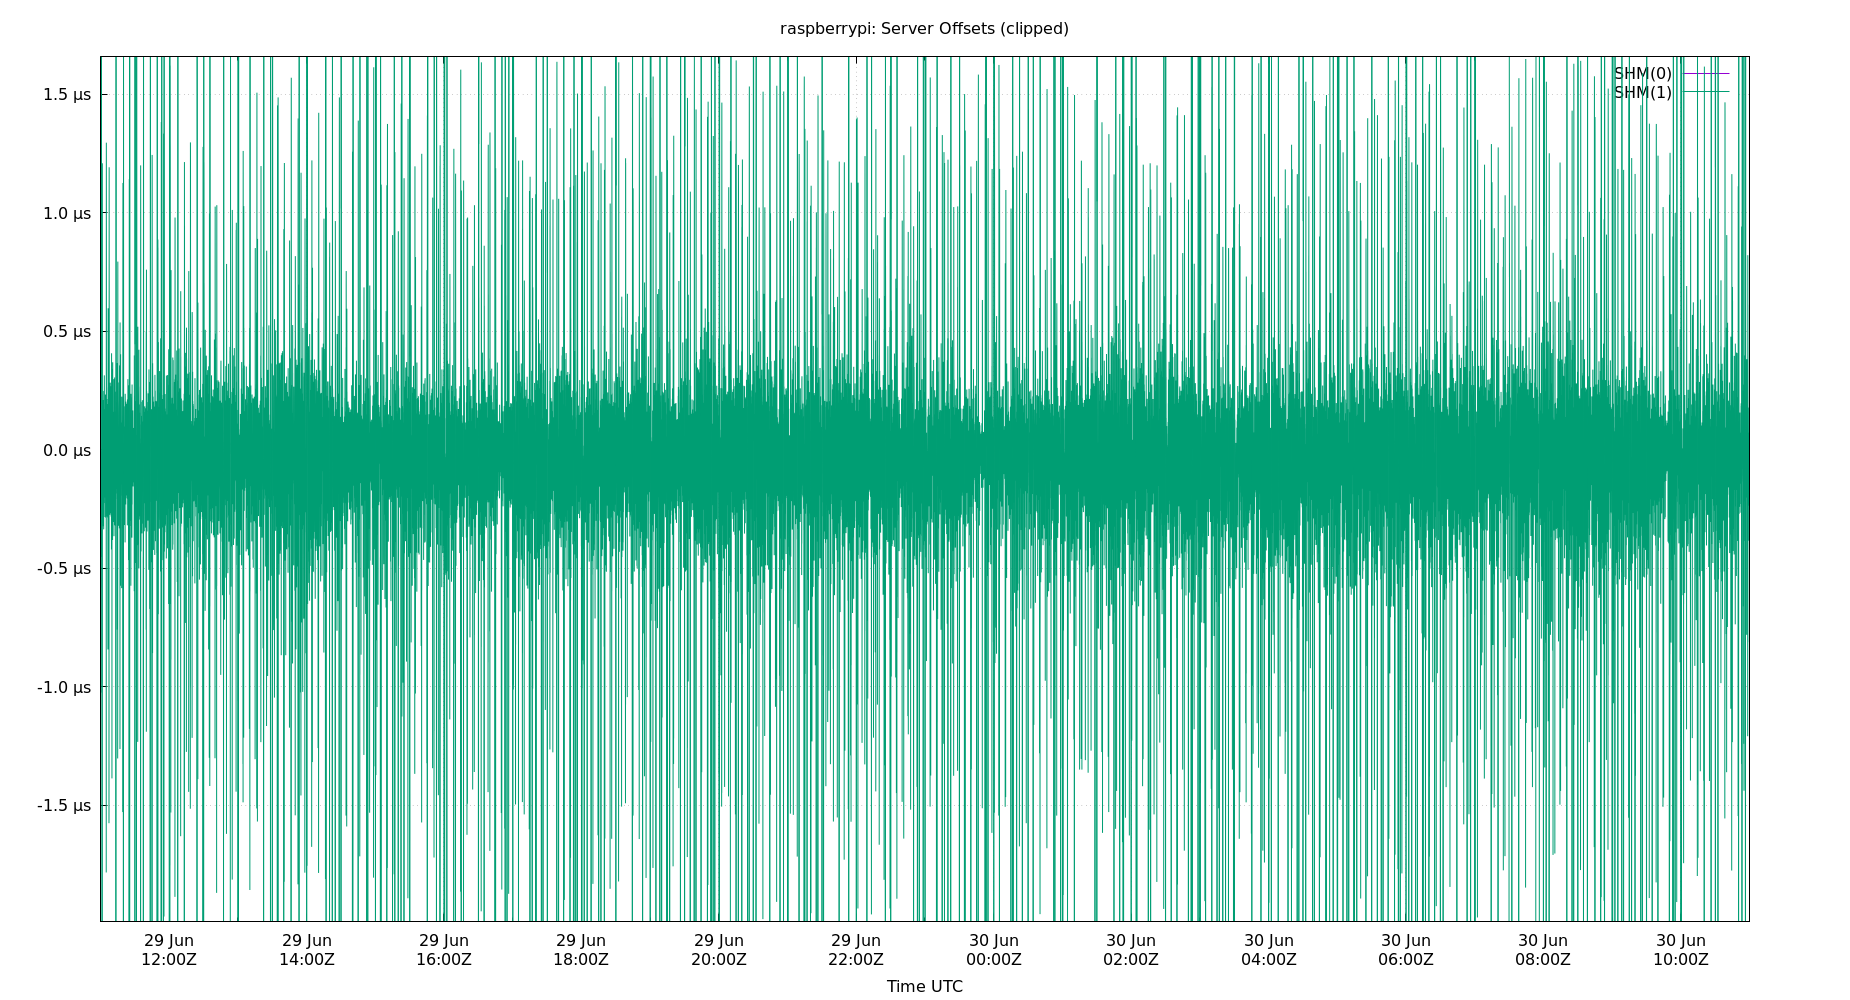 raspberrypi: Server Offsets (clipped)
SHM(0)
SHM(1)
1.5 µs
1.0 µs
0.5 µs
0.0 µs
-0.5 µs
-1.0 µs
-1.5 µs
29 Jun 29 Jun 29 Jun 29 Jun 29 Jun 29 Jun 30 Jun 30 Jun 30 Jun 30 Jun 30 Jun 30 Jun
12:00Z 14:00Z 16:00Z 18:00Z 20:00Z 22:00Z 00:00Z 02:00Z 04:00Z 06:00Z 08:00Z 10:00Z
Time UTC